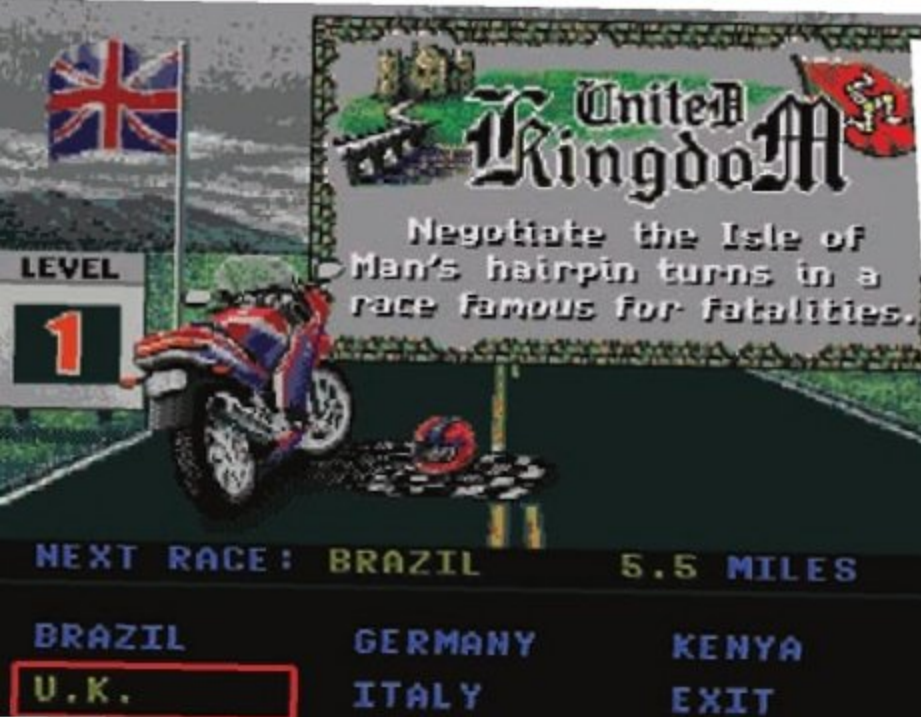 UniteD
KingdoM
Negotiate the Isle of
Man's hairpin turns in a
race famous for fatalities.
LEVEL
1
NEXT RACE: BRAZIL 5.5 MILES
BRAZIL GERMANY KENYA
U.K. ITALY EXIT